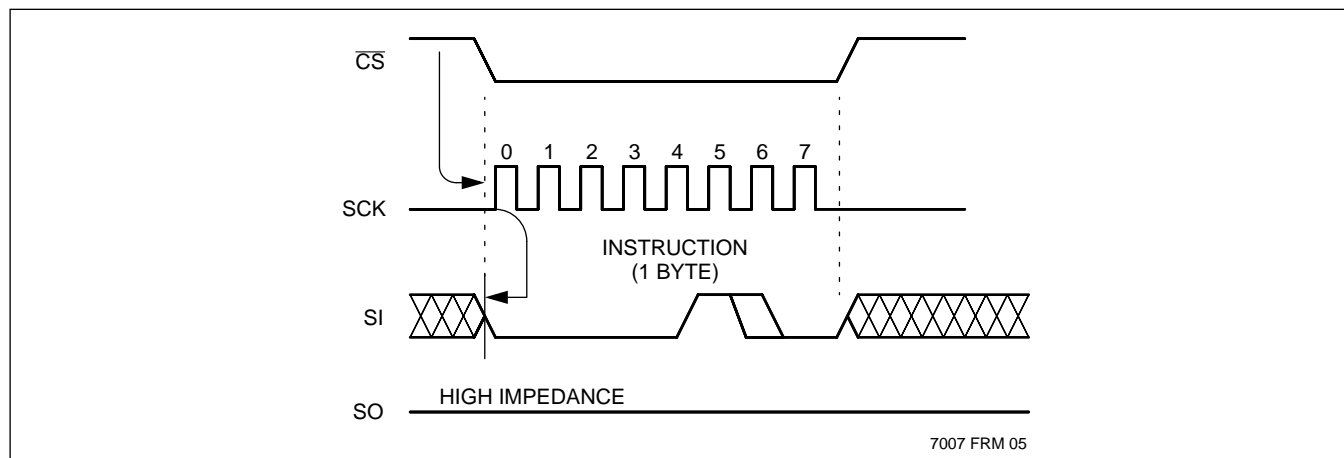 C̅S̅
0 1 2 3 4 5 6 7
SCK
INSTRUCTION
(1 BYTE)
SI
HIGH IMPEDANCE
SO
7007 FRM 05